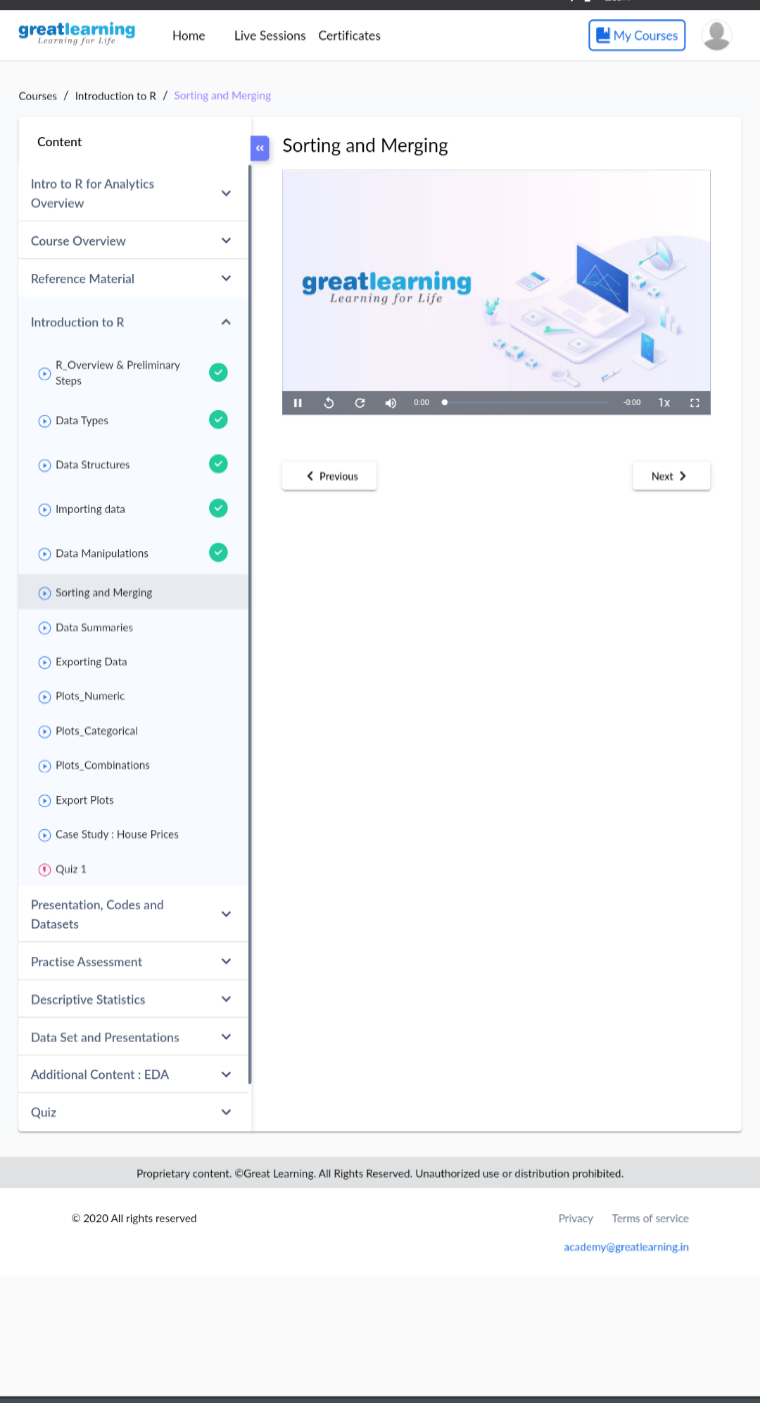 greatlearning
Learning for Life
Home Live Sessions Certificates
My Courses
Courses / Introduction to R / Sorting and Merging
Content
«
Sorting and Merging
Intro to R for Analytics
Overview
Course Overview
Reference Material
greatlearning
Learning for Life
Introduction to R
R_Overview & Preliminary
Steps
0:00
-0:00
1x
Data Types
Data Structures
Previous
Next
Importing data
Data Manipulations
Sorting and Merging
Data Summaries
Exporting Data
Plots_Numeric
Plots_Categorical
Plots_Combinations
Export Plots
Case Study : House Prices
Quiz 1
Presentation, Codes and
Datasets
Practise Assessment
Descriptive Statistics
Data Set and Presentations
Additional Content : EDA
Quiz
Proprietary content. ©Great Learning. All Rights Reserved. Unauthorized use or distribution prohibited.
© 2020 All rights reserved
Privacy Terms of service
academy@greatlearning.in